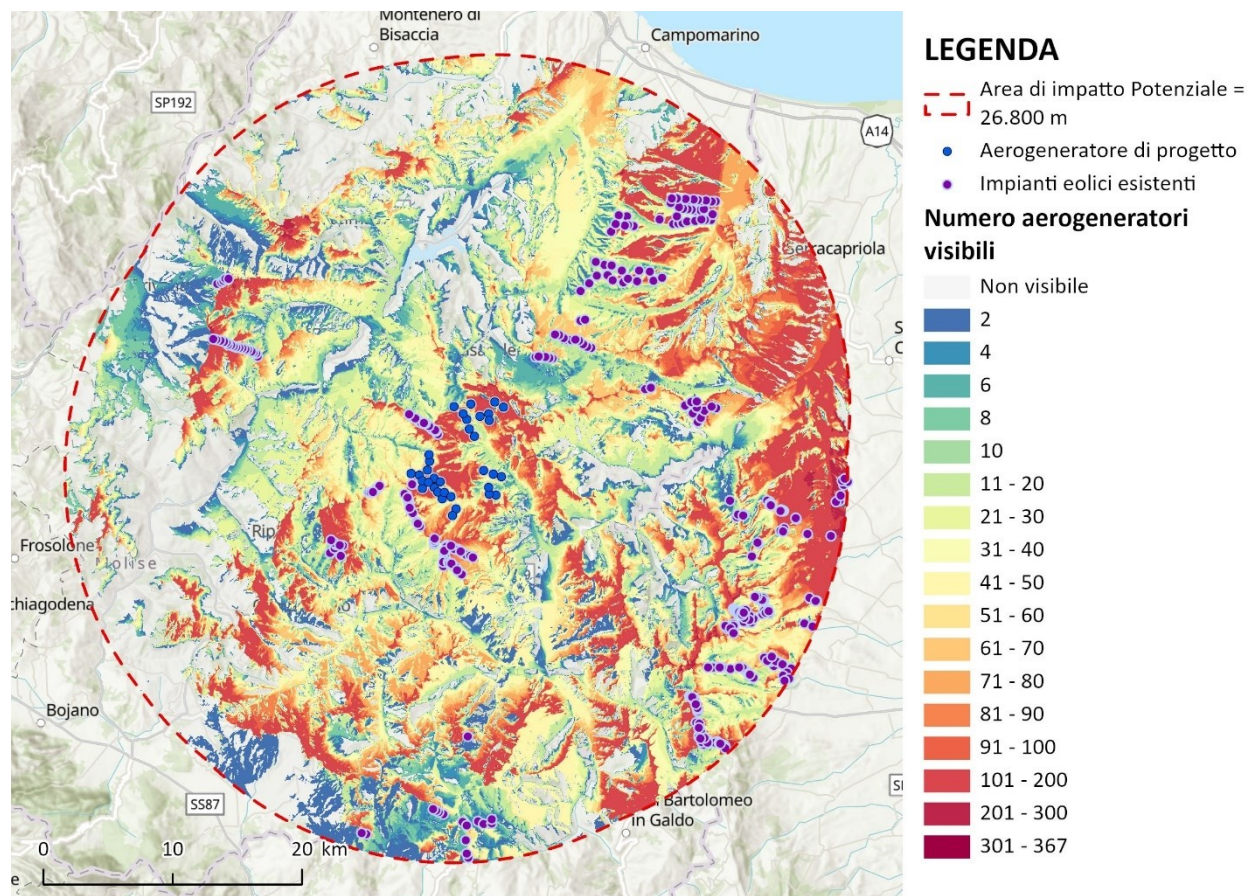 Montenero di
Bisaccia
Campomarino
SP192
A14
Serracapriola
Frosolone
Molise
chiagodena
Bojano
SS87
Bartolomeo
in Galdo
0 10 20 km
e
LEGENDA
Area di impatto Potenziale =
26.800 m
Aerogeneratore di progetto
Impianti eolici esistenti
Numero aerogeneratori
visibili
Non visibile
2
4
6
8
10
11 - 20
21 - 30
31 - 40
41 - 50
51 - 60
61 - 70
71 - 80
81 - 90
91 - 100
101 - 200
201 - 300
301 - 367